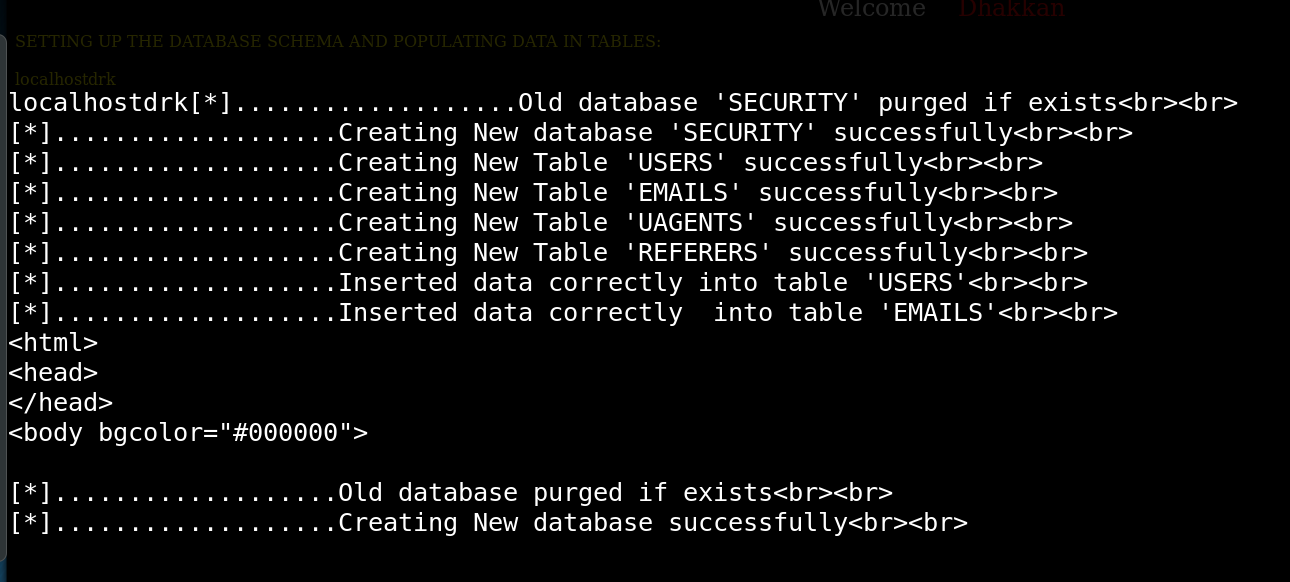 Welcome Dhakkan
SETTING UP THE DATABASE SCHEMA AND POPULATING DATA IN TABLES:
localhostdrk
localhostdrk[*]...................Old database 'SECURITY' purged if exists<br><br>
[*]...................Creating New database 'SECURITY' successfully<br><br>
[*]...................Creating New Table 'USERS' successfully<br><br>
[*]...................Creating New Table 'EMAILS' successfully<br><br>
[*]...................Creating New Table 'UAGENTS' successfully<br><br>
[*]...................Creating New Table 'REFERERS' successfully<br><br>
[*]...................Inserted data correctly into table 'USERS'<br><br>
[*]...................Inserted data correctly  into table 'EMAILS'<br><br>
<html>
<head>
</head>
<body bgcolor="#000000">
[*]...................Old database purged if exists<br><br>
[*]...................Creating New database successfully<br><br>